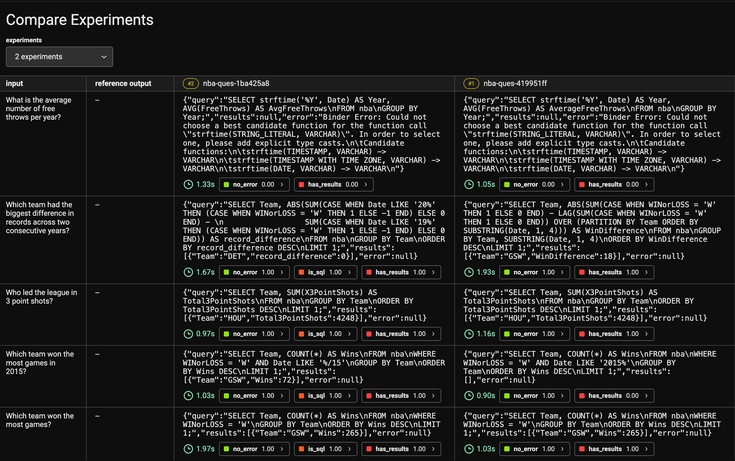 Compare Experiments
experiments
2 experiments
input
reference output
#2 nba-ques-1ba425a8
#1 nba-ques-419951ff
What is the average
number of free
throws per year?
—
{"query":"SELECT strftime('%Y', Date) AS Year,
AVG(FreeThrows) AS AvgFreeThrows\nFROM nba\nGROUP BY
Year;","results":null,"error":"Binder Error: Could not
choose a best candidate function for the function call
\"strftime(STRING_LITERAL, VARCHAR)\". In order to select
one, please add explicit type casts.\n\tCandidate
functions:\n\tstrftime(TIMESTAMP, VARCHAR) —>
VARCHAR\n\tstrftime(TIMESTAMP WITH TIME ZONE, VARCHAR) —>
VARCHAR\n\tstrftime(DATE, VARCHAR) —> VARCHAR\n"}
1.33s no_error 0.00 > has_results 0.00 >
{"query":"SELECT strftime('%Y', Date) AS Year,
AVG(FreeThrows) AS AverageFreeThrows\nFROM nba\nGROUP BY
Year;","results":null,"error":"Binder Error: Could not
choose a best candidate function for the function call
\"strftime(STRING_LITERAL, VARCHAR)\". In order to select
one, please add explicit type casts.\n\tCandidate
functions:\n\tstrftime(TIMESTAMP, VARCHAR) —>
VARCHAR\n\tstrftime(TIMESTAMP WITH TIME ZONE, VARCHAR) —>
VARCHAR\n\tstrftime(DATE, VARCHAR) —> VARCHAR\n"}
1.05s no_error 0.00 > has_results 0.00 >
Which team had the
biggest difference in
records across two
consecutive years?
—
{"query":"SELECT Team, ABS(SUM(CASE WHEN Date LIKE '20%'
THEN (CASE WHEN WINorLOSS = 'W' THEN 1 ELSE -1 END) ELSE 0
END) - \n SUM(CASE WHEN Date LIKE '19%'
THEN (CASE WHEN WINorLOSS = 'W' THEN 1 ELSE -1 END) ELSE 0
END)) AS record_difference\nFROM nba\nGROUP BY Team\nORDER
BY record_difference DESC\nLIMIT 1;","results":
[{"Team":"DET","record_difference":0}],"error":null}
1.67s no_error 1.00 > is_sql 1.00 > has_results 1.00 >
{"query":"SELECT Team, ABS(SUM(CASE WHEN WINorLOSS = 'W'
THEN 1 ELSE 0 END) - LAG(SUM(CASE WHEN WINorLOSS = 'W'
THEN 1 ELSE 0 END)) OVER (PARTITION BY Team ORDER BY
SUBSTRING(Date, 1, 4))) AS WinDifference\nFROM nba\nGROUP
BY Team, SUBSTRING(Date, 1, 4)\nORDER BY WinDifference
DESC\nLIMIT 1;","results":
[{"Team":"GSW","WinDifference":18}],"error":null}
1.93s no_error 1.00 > is_sql 1.00 > has_results 1.00 >
Who led the league in
3 point shots?
—
{"query":"SELECT Team, SUM(X3PointShots) AS
Total3PointShots\nFROM nba\nGROUP BY Team\nORDER BY
Total3PointShots DESC\nLIMIT 1;","results":
[{"Team":"HOU","Total3PointShots":4248}],"error":null}
0.97s no_error 1.00 > is_sql 1.00 > has_results 1.00 >
{"query":"SELECT Team, SUM(X3PointShots) AS
Total3PointShots\nFROM nba\nGROUP BY Team\nORDER BY
Total3PointShots DESC\nLIMIT 1;","results":
[{"Team":"HOU","Total3PointShots":4248}],"error":null}
1.16s no_error 1.00 > is_sql 1.00 > has_results 1.00 >
Which team won the
most games in
2015?
—
{"query":"SELECT Team, COUNT(*) AS Wins\nFROM nba\nWHERE
WINorLOSS = 'W' AND Date LIKE '%/15'\nGROUP BY Team\nORDER
BY Wins DESC\nLIMIT 1;","results":
[{"Team":"GSW","Wins":72}],"error":null}
1.03s no_error 1.00 > is_sql 1.00 > has_results 1.00 >
{"query":"SELECT Team, COUNT(*) AS Wins\nFROM nba\nWHERE
WINorLOSS = 'W' AND Date LIKE '2015%'\nGROUP BY
Team\nORDER BY Wins DESC\nLIMIT 1;","results":
[],"error":null}
0.90s no_error 1.00 > is_sql 1.00 > has_results 0.00 >
Which team won the
most games?
—
{"query":"SELECT Team, COUNT(*) AS Wins\nFROM nba\nWHERE
WINorLOSS = 'W'\nGROUP BY Team\nORDER BY Wins DESC\nLIMIT
1;","results":[{"Team":"GSW","Wins":265}],"error":null}
1.97s no_error 1.00 > is_sql 1.00 > has_results 1.00 >
{"query":"SELECT Team, COUNT(*) AS Wins\nFROM nba\nWHERE
WINorLOSS = 'W'\nGROUP BY Team\nORDER BY Wins DESC\nLIMIT
1;","results":[{"Team":"GSW","Wins":265}],"error":null}
1.03s no_error 1.00 > is_sql 1.00 > has_results 1.00 >